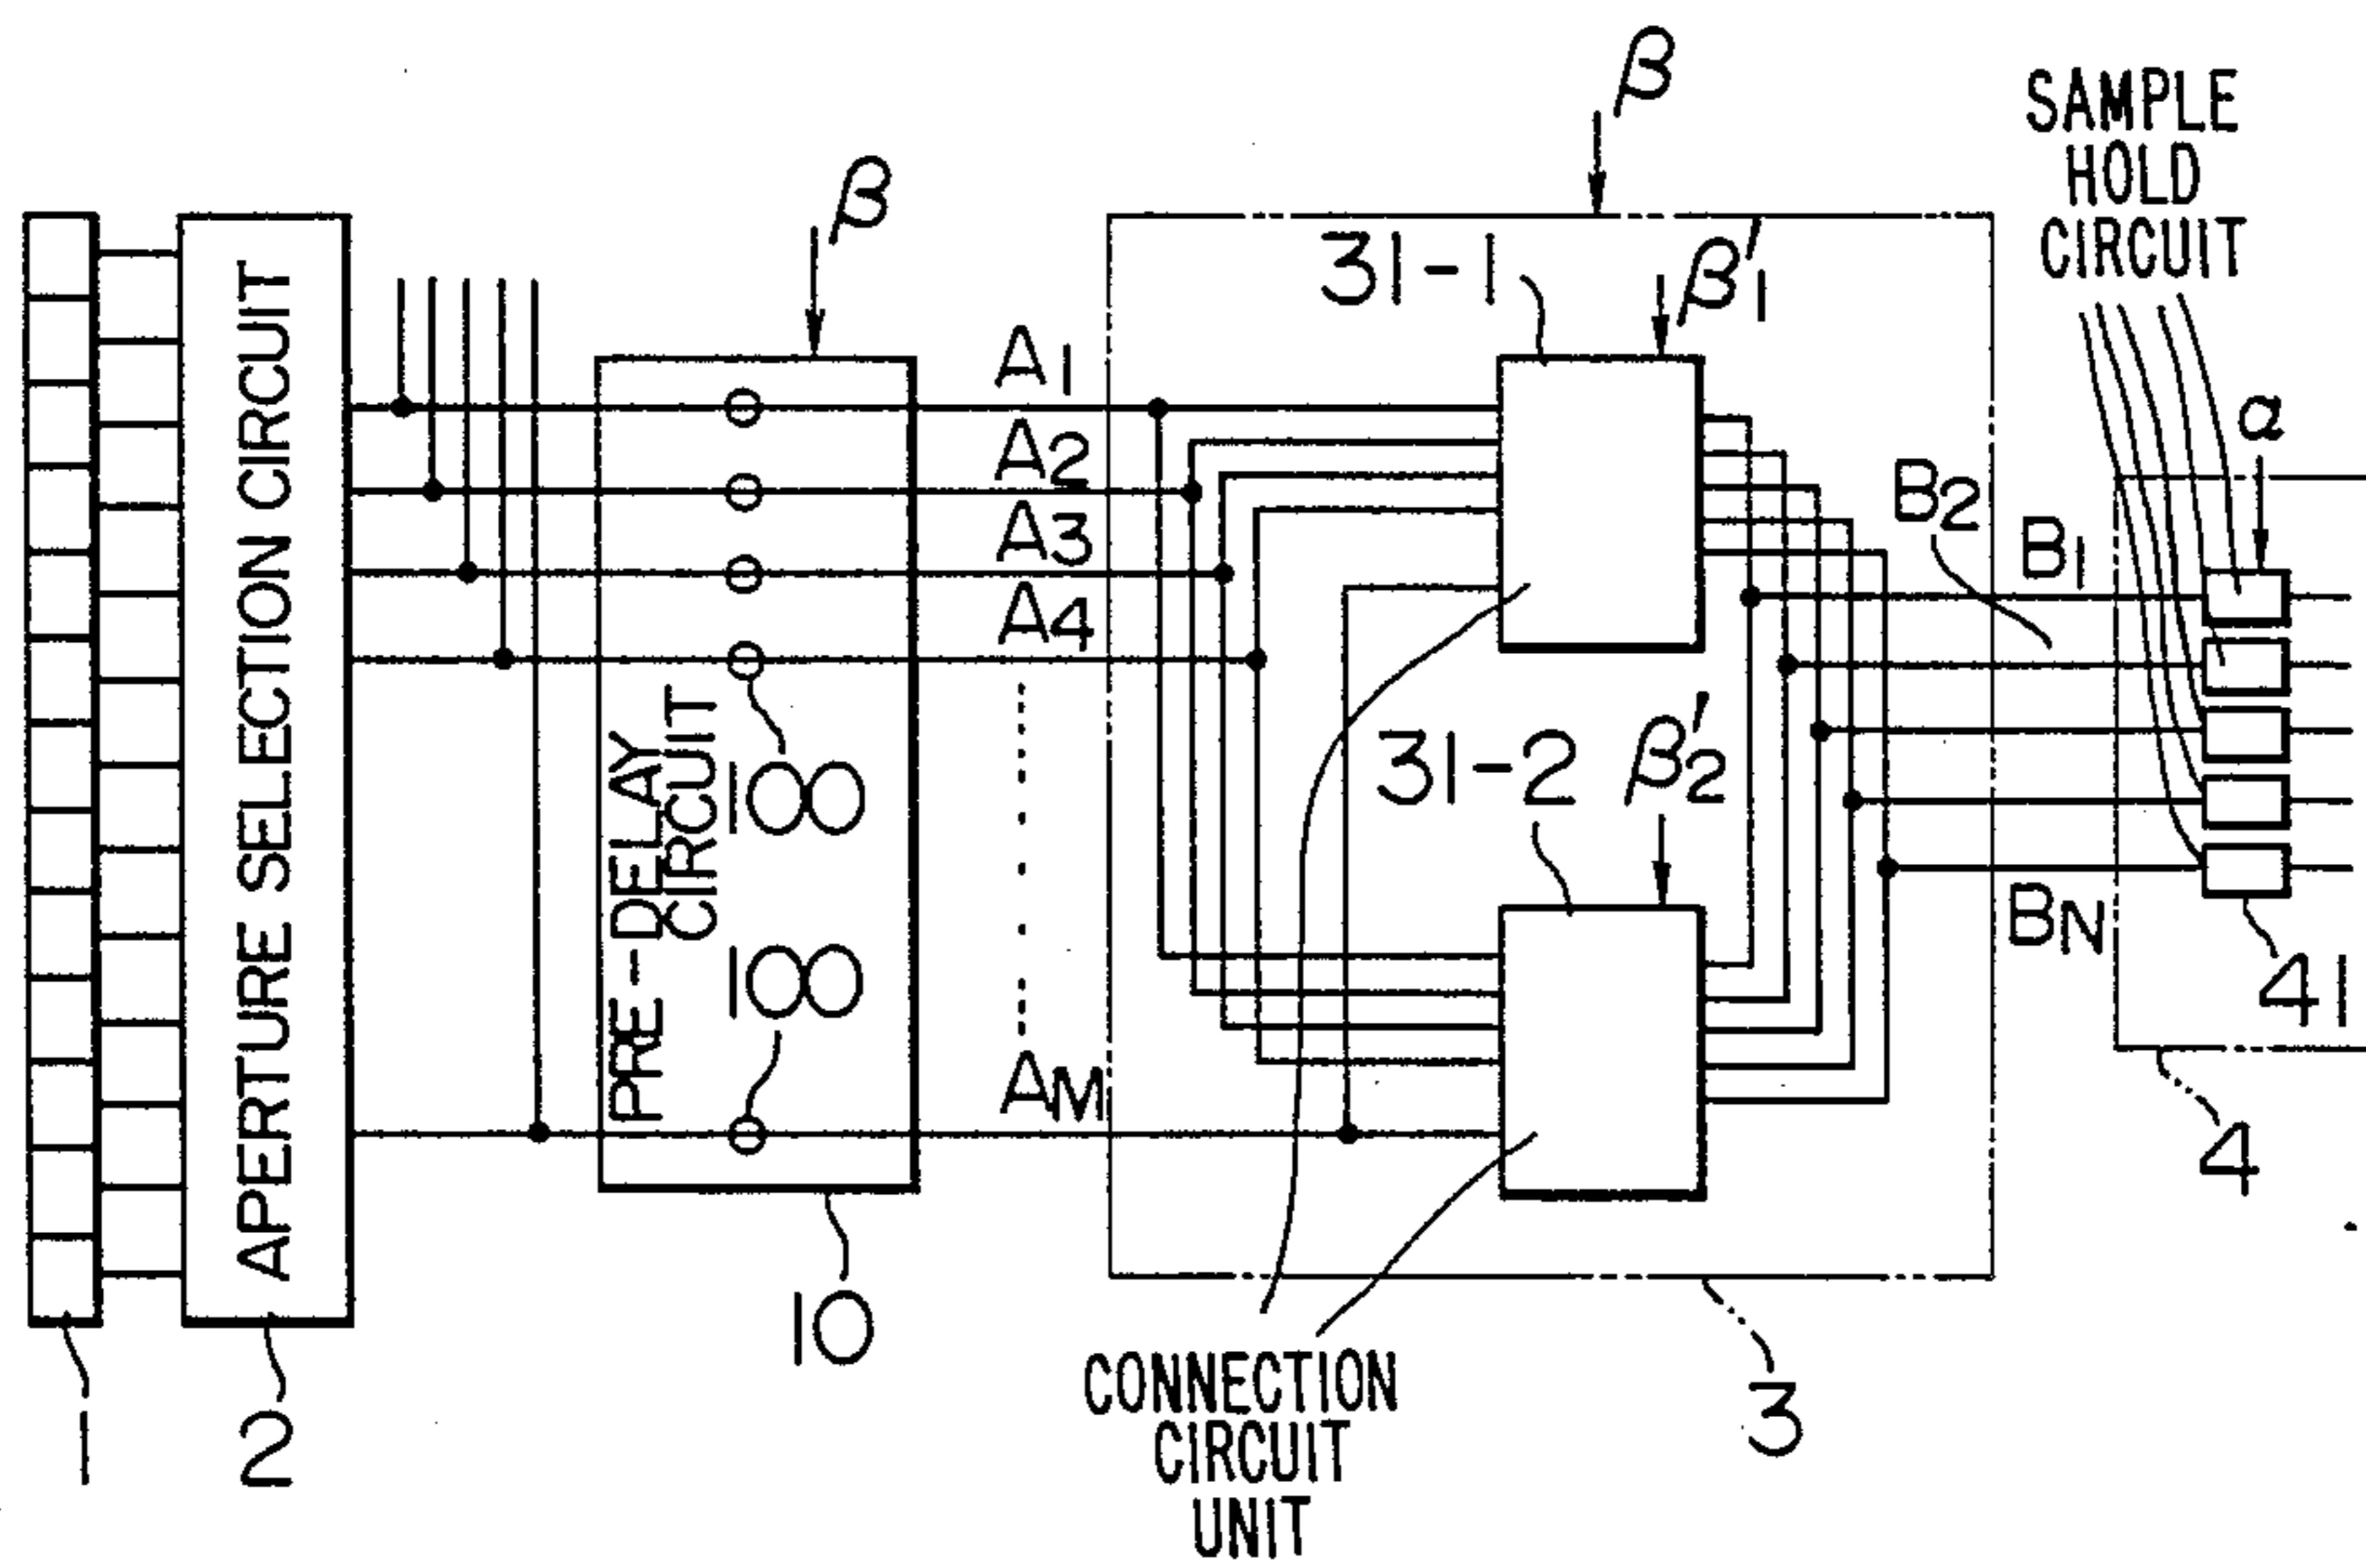 β
SAMPLE
HOLD
CIRCUIT
β
31-1
β'1
α
APERTURE SELECTION CIRCUIT
A1
A2
A3
A4
B2
B1
PRE-DELAY
CIRCUIT
100
31-2
β'2
BN
100
41
AM
4
10
CONNECTION
CIRCUIT
UNIT
3
1
2